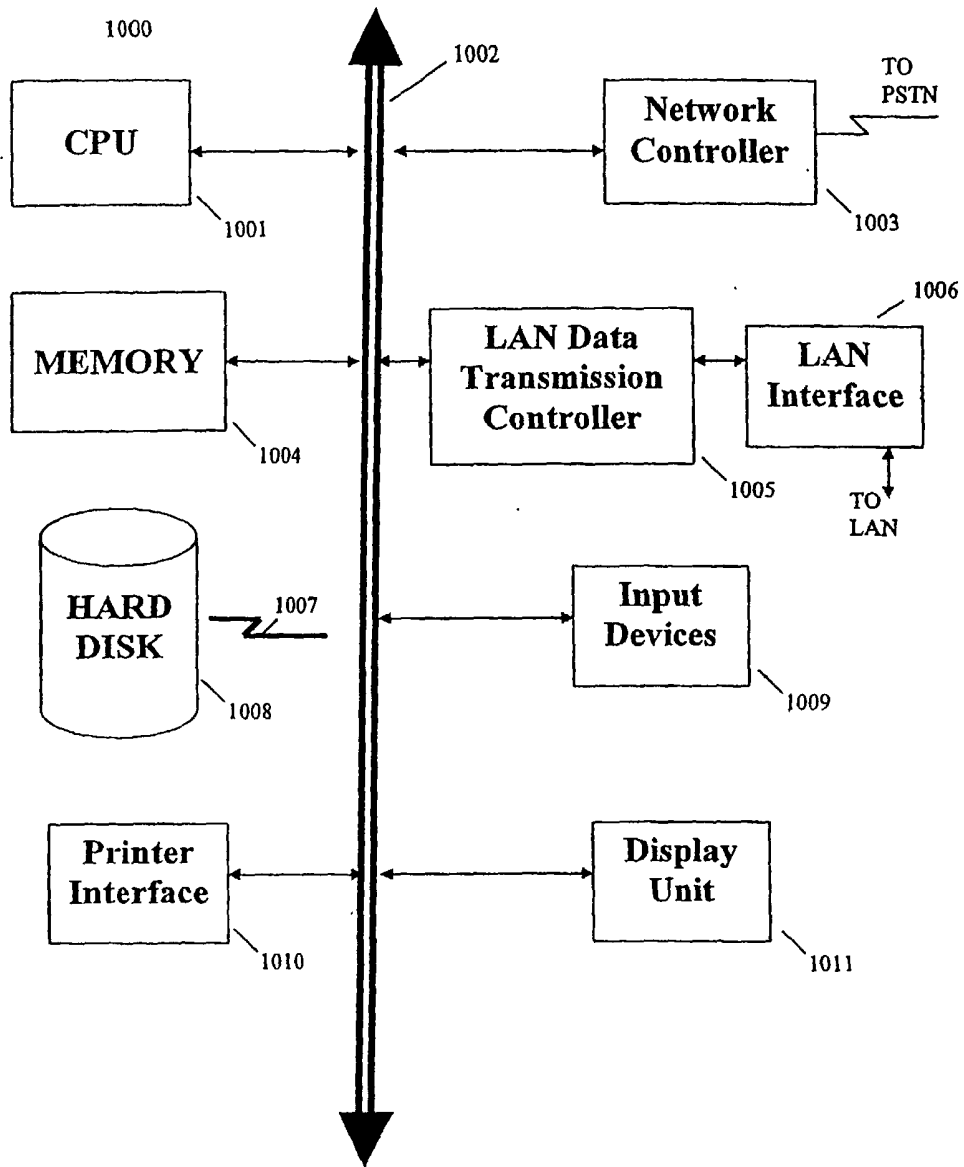 1000
1002
TO
PSTN
CPU
1001
Network
Controller
1003
MEMORY
1004
LAN Data
Transmission
Controller
1005
1006
LAN
Interface
TO
LAN
HARD
DISK
1007
1008
Input
Devices
1009
Printer
Interface
1010
Display
Unit
1011